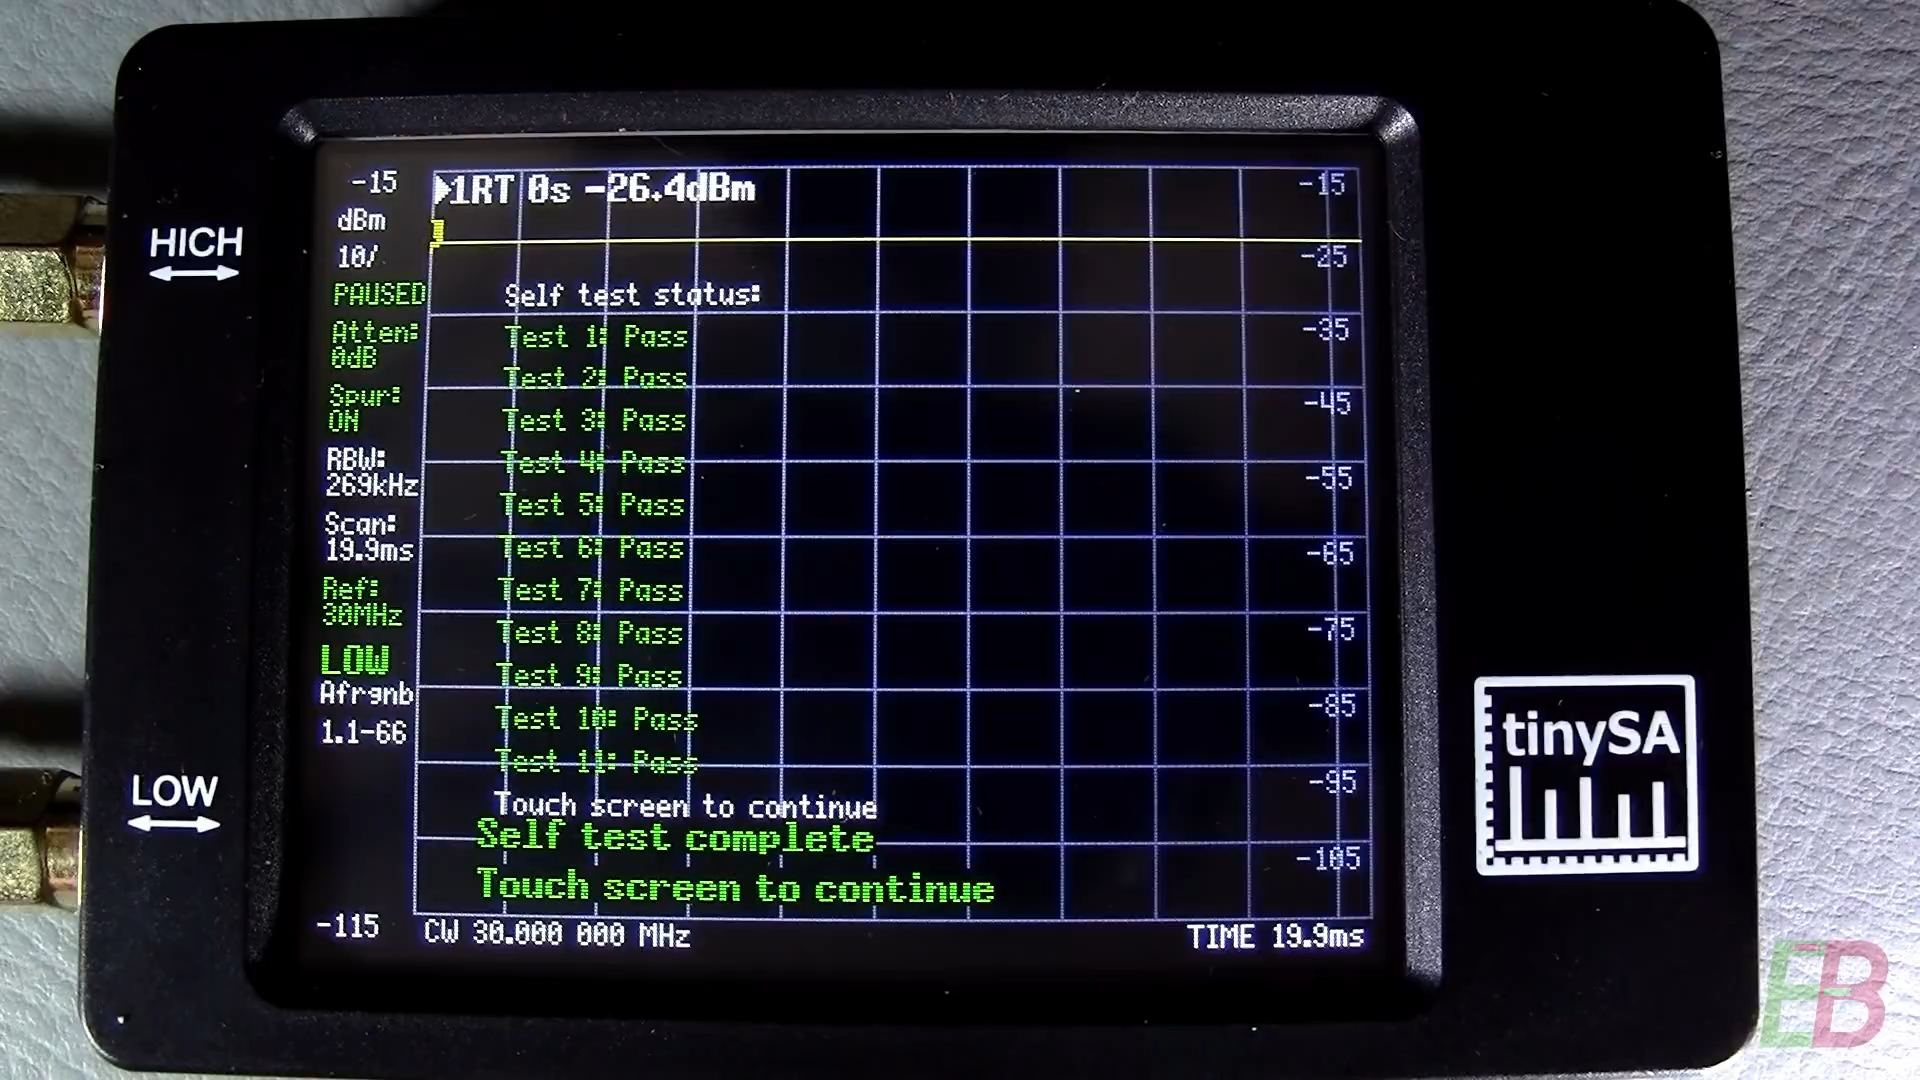 HIGH
LOW
-15
dBm
10/
PAUSED
Atten:
0dB
Spur:
ON
RBW:
269kHz
Scan:
19.9ms
Ref:
30MHz
LOW
Afrgnb
1.1-66
-115
1RT 0s -26.4dBm
Self test status:
Test 1: Pass
Test 2: Pass
Test 3: Pass
Test 4: Pass
Test 5: Pass
Test 6: Pass
Test 7: Pass
Test 8: Pass
Test 9: Pass
Test 10: Pass
Test 11: Pass
Touch screen to continue
Self test complete
Touch screen to continue
CW 30.000 000 MHz
TIME 19.9ms
-15
-25
-35
-45
-55
-65
-75
-85
-95
-105
tinySA
EB